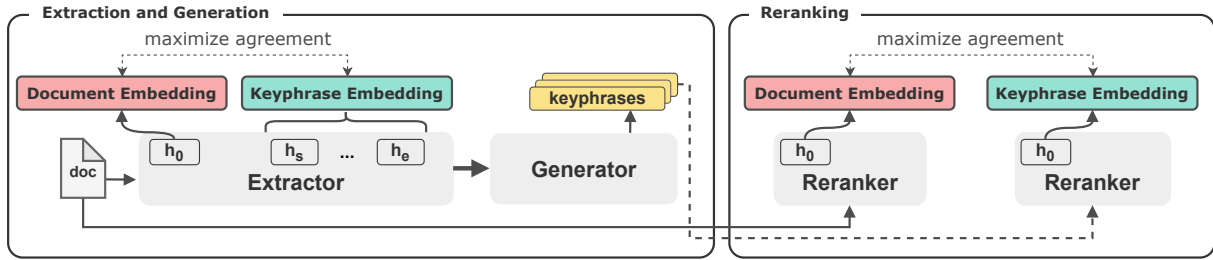 Extraction and Generation
maximize agreement
Document Embedding
Keyphrase Embedding
keyphrases
doc
h0
hs
...
he
Extractor
Generator
Reranking
maximize agreement
Document Embedding
Keyphrase Embedding
h0
h0
Reranker
Reranker